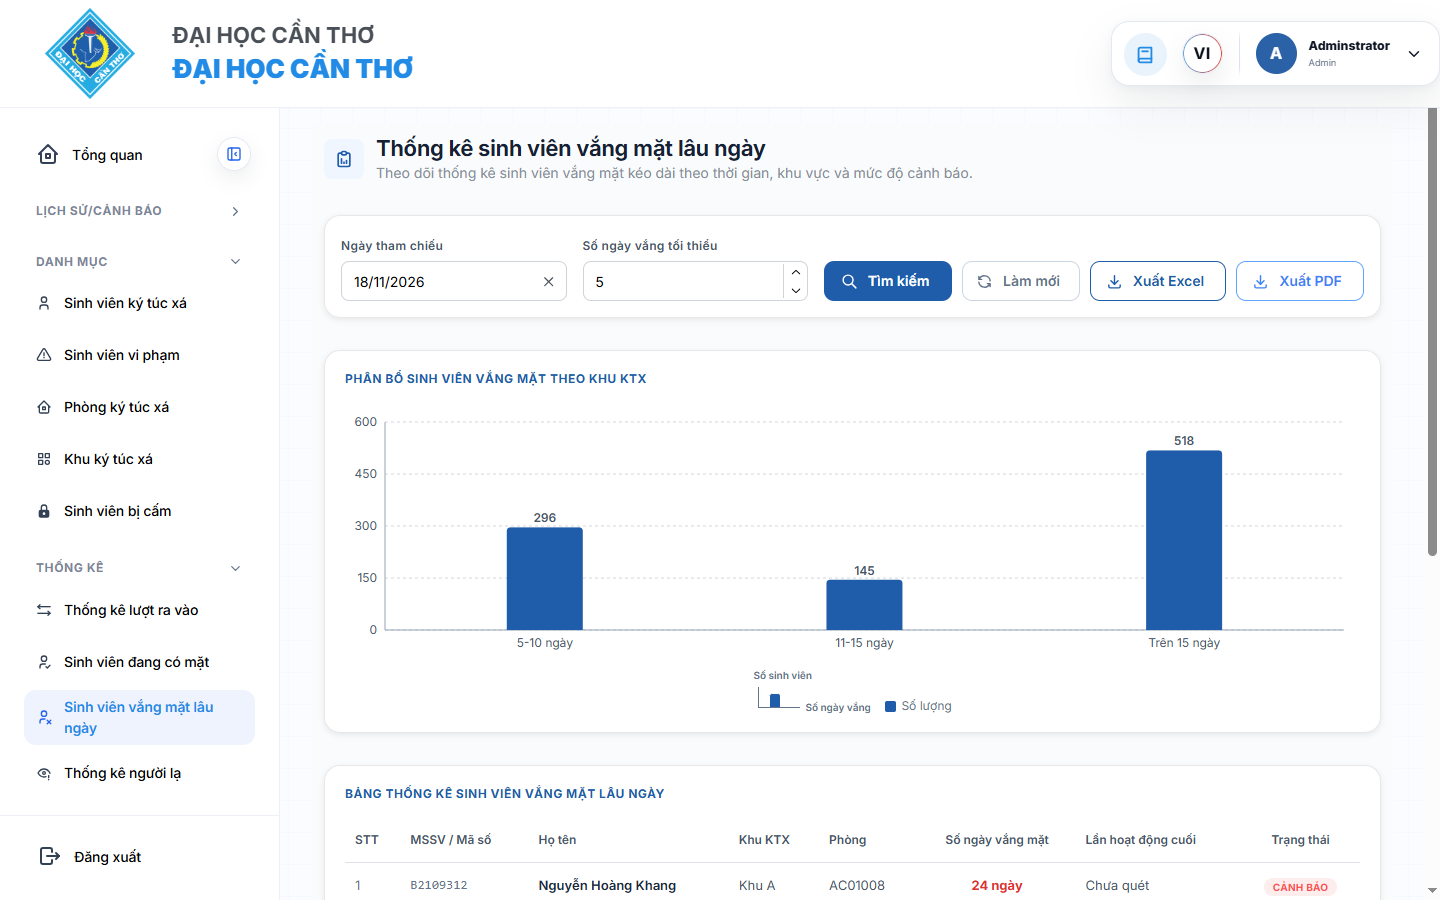 ĐẠI HỌC CẦN THƠ
ĐẠI HỌC CẦN THƠ
ĐẠI HỌC CẦN THƠ
VI
A
Adminstrator
Admin
Tổng quan
LỊCH SỬ/CẢNH BÁO
DANH MỤC
Sinh viên ký túc xá
Sinh viên vi phạm
Phòng ký túc xá
Khu ký túc xá
Sinh viên bị cấm
THỐNG KÊ
Thống kê lượt ra vào
Sinh viên đang có mặt
Sinh viên vắng mặt lâu
ngày
Thống kê người lạ
Đăng xuất
Thống kê sinh viên vắng mặt lâu ngày
Theo dõi thống kê sinh viên vắng mặt kéo dài theo thời gian, khu vực và mức độ cảnh báo.
Ngày tham chiếu
Số ngày vắng tối thiểu
18/11/2026
5
Tìm kiếm
Làm mới
Xuất Excel
Xuất PDF
PHÂN BỔ SINH VIÊN VẮNG MẶT THEO KHU KTX
600
450
300
150
0
296
145
518
5-10 ngày
11-15 ngày
Trên 15 ngày
Số sinh viên
Số ngày vắng
Số lượng
BẢNG THỐNG KÊ SINH VIÊN VẮNG MẶT LÂU NGÀY
STT MSSV / Mã số Họ tên Khu KTX Phòng Số ngày vắng mặt Lần hoạt động cuối Trạng thái
1 B2109312 Nguyễn Hoàng Khang Khu A AC01008 24 ngày Chưa quét CẢNH BÁO